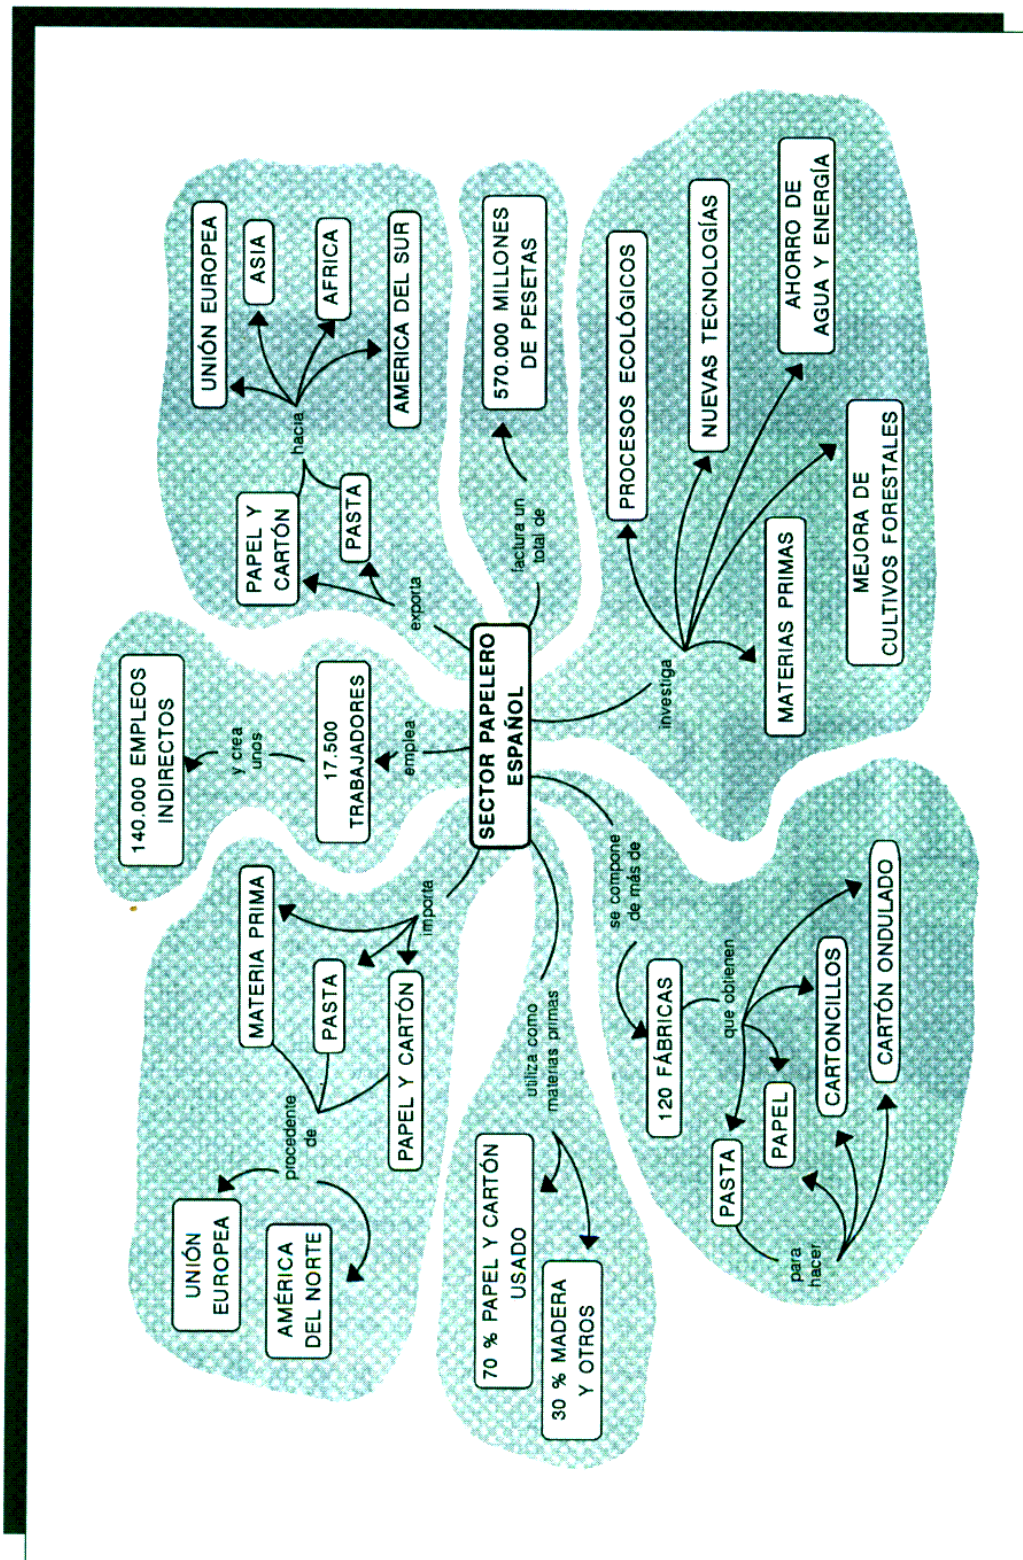 SECTOR PAPELERO
ESPAÑOL
importa
MATERIA PRIMA
PASTA
PAPEL Y CARTÓN
procedente
de
UNIÓN
EUROPEA
AMÉRICA
DEL NORTE
emplea
17.500
TRABAJADORES
y crea
unos
140.000 EMPLEOS
INDIRECTOS
exporta
PAPEL Y
CARTÓN
PASTA
hacia
UNIÓN EUROPEA
ASIA
AFRICA
AMERICA DEL SUR
factura un
total de
570.000 MILLONES
DE PESETAS
investiga
PROCESOS ECOLÓGICOS
NUEVAS TECNOLOGÍAS
AHORRO DE
AGUA Y ENERGÍA
MEJORA DE
CULTIVOS FORESTALES
MATERIAS PRIMAS
se compone
de más de
120 FÁBRICAS
que obtienen
PASTA
PAPEL
CARTONCILLOS
CARTÓN ONDULADO
para
hacer
utiliza como
materias primas
70 % PAPEL Y CARTÓN
USADO
30 % MADERA
Y OTROS